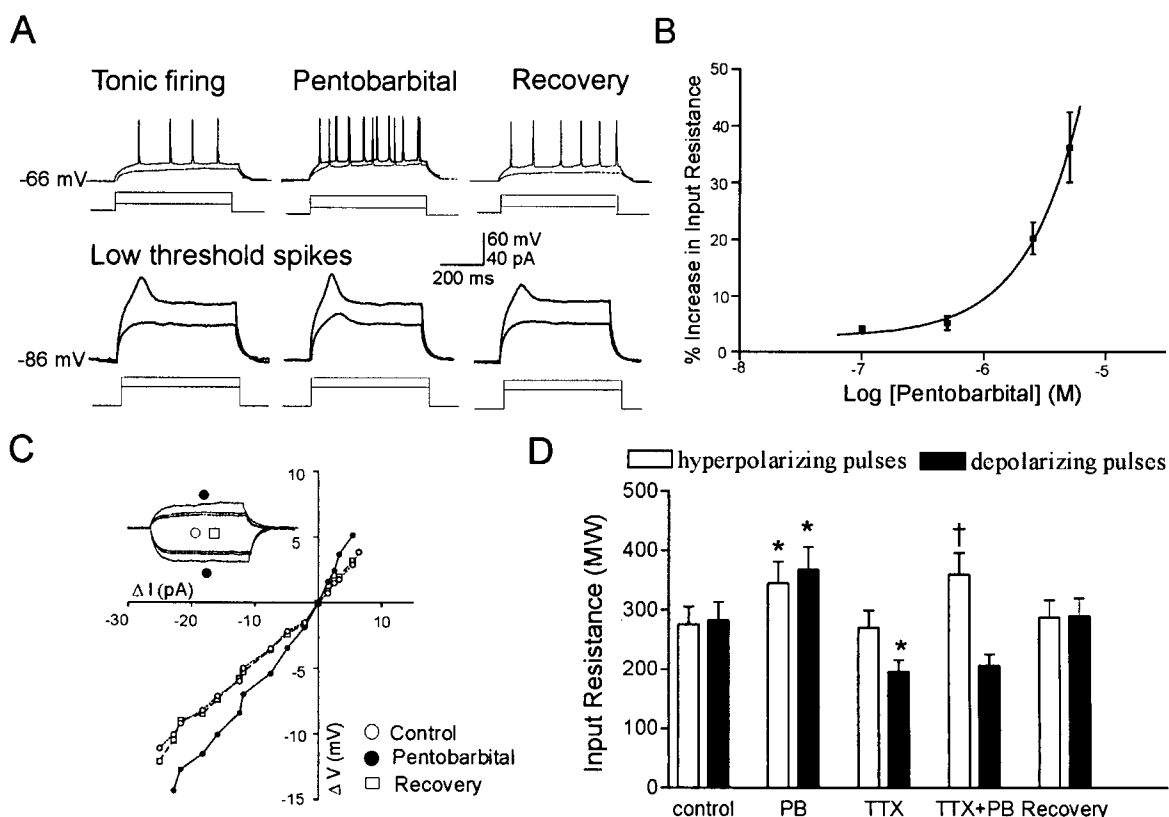 A
Tonic firing
Pentobarbital
Recovery
-66 mV
Low threshold spikes
60 mV
40 pA
200 ms
-86 mV
B
% Increase in Input Resistance
50
40
30
20
10
0
-8
-7
-6
-5
Log [Pentobarbital] (M)
C
10
5
Δ I (pA)
-30
-20
-10
10
-5
-10
-15
Δ V (mV)
Control
Pentobarbital
Recovery
D
hyperpolarizing pulses
depolarizing pulses
Input Resistance (MW)
500
400
300
200
300
0
* * * †
control
PB
TTX
TTX+PB
Recovery